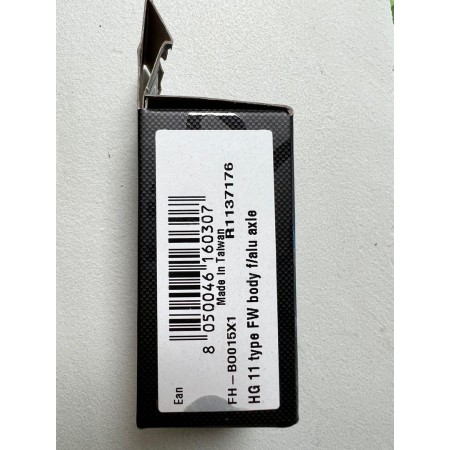 Ean
8 050046 160307
Made In Taiwan
FH-B0015X1
R1137176
HG 11 type FW body f/alu axle